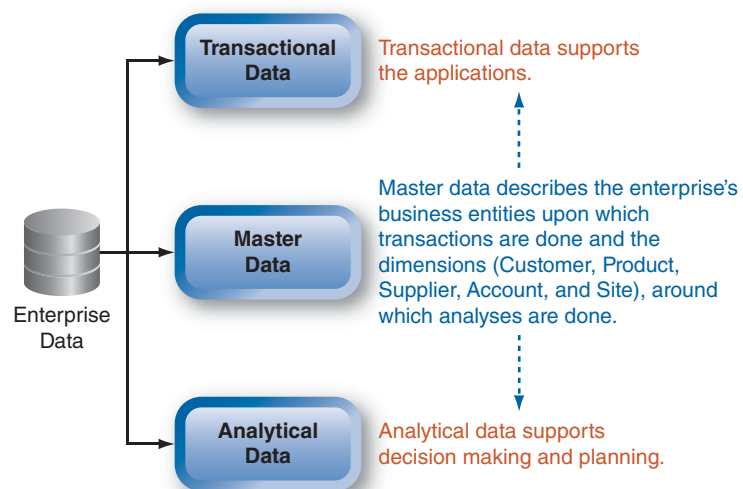 Transactional
Data
Transactional data supports
the applications.
Enterprise
Data
Master
Data
Master data describes the enterprise's
business entities upon which
transactions are done and the
dimensions (Customer, Product,
Supplier, Account, and Site), around
which analyses are done.
Analytical
Data
Analytical data supports
decision making and planning.